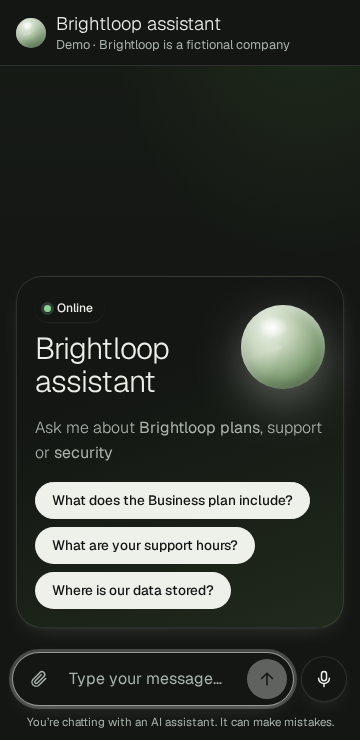 Brightloop assistant
Demo · Brightloop is a fictional company
Online
Brightloop
assistant
Ask me about Brightloop plans, support
or security
What does the Business plan include?
What are your support hours?
Where is our data stored?
Type your message...
You're chatting with an AI assistant. It can make mistakes.